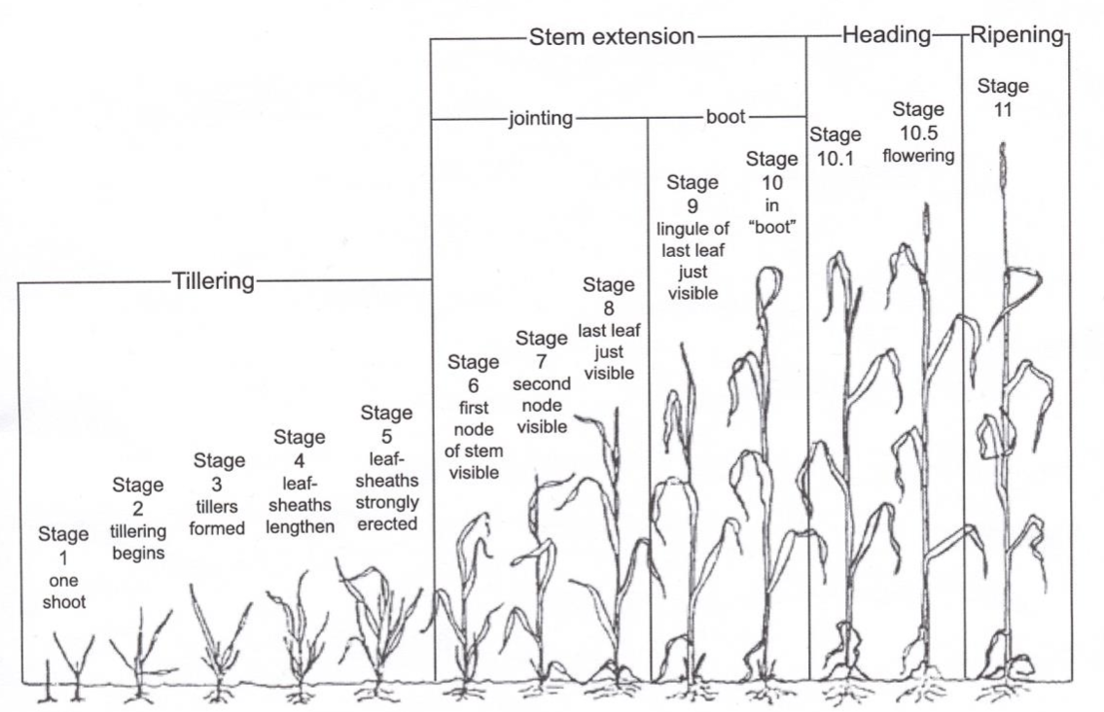 Stem extension
Heading
Ripening
jointing
boot
Tillering
Stage
1
one
shoot
Stage
2
tillering
begins
Stage
3
tillers
formed
Stage
4
leaf-
sheaths
lengthen
Stage
5
leaf-
sheaths
strongly
erected
Stage
6
first
node
of stem
visible
Stage
7
second
node
visible
Stage
8
last leaf
just
visible
Stage
9
lingule of
last leaf
just
visible
Stage
10
in
“boot”
Stage
10.1
Stage
10.5
flowering
Stage
11